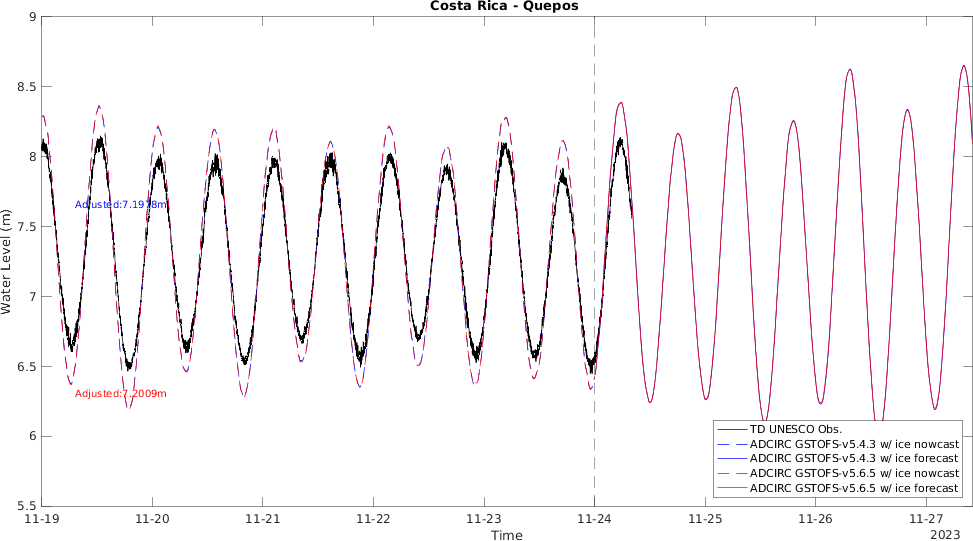 Costa Rica - Quepos
9
8.5
8
7.5
7
6.5
6
5.5
Water Level (m)
Adjusted:7.1978m
Adjusted:7.2009m
TD UNESCO Obs.
ADCIRC GSTOFS-v5.4.3 w/ ice nowcast
ADCIRC GSTOFS-v5.4.3 w/ ice forecast
ADCIRC GSTOFS-v5.6.5 w/ ice nowcast
ADCIRC GSTOFS-v5.6.5 w/ ice forecast
11-19 11-20 11-21 11-22 11-23 11-24 11-25 11-26 11-27
Time
2023